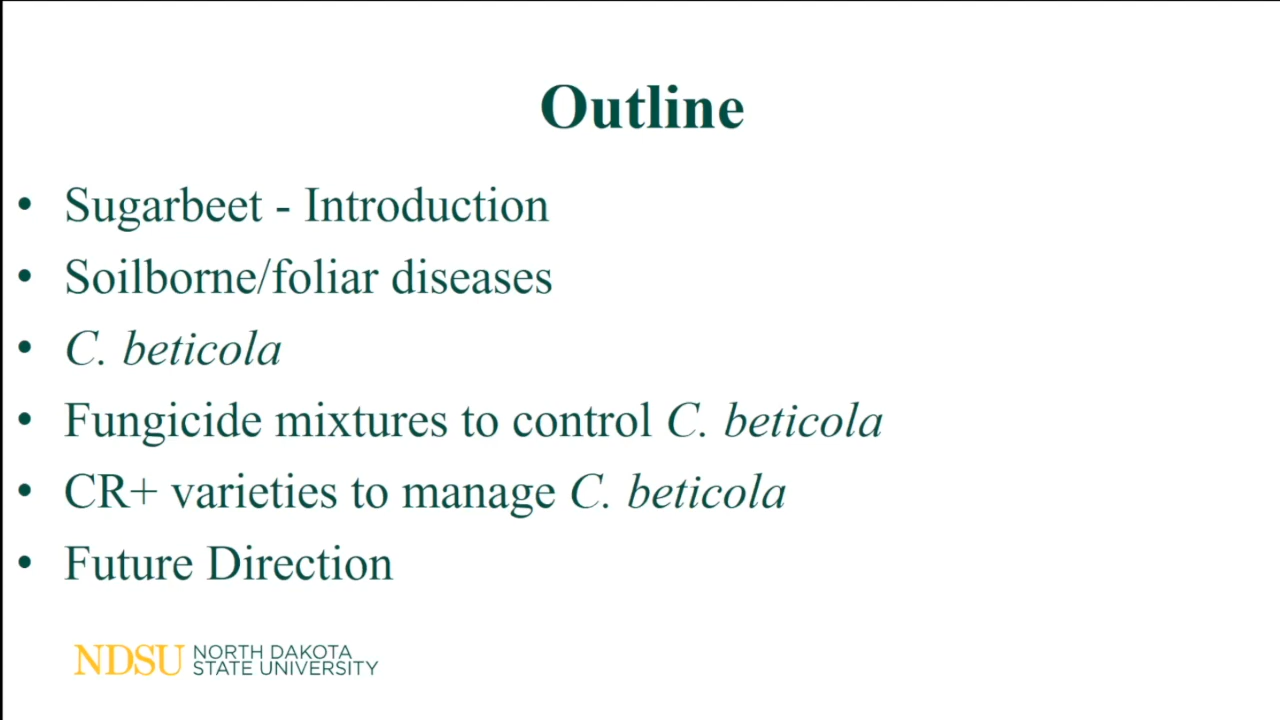 Outline
• Sugarbeet - Introduction
• Soilborne/foliar diseases
• C. beticola
• Fungicide mixtures to control C. beticola
• CR+ varieties to manage C. beticola
• Future Direction
NDSU NORTH DAKOTA
STATE UNIVERSITY